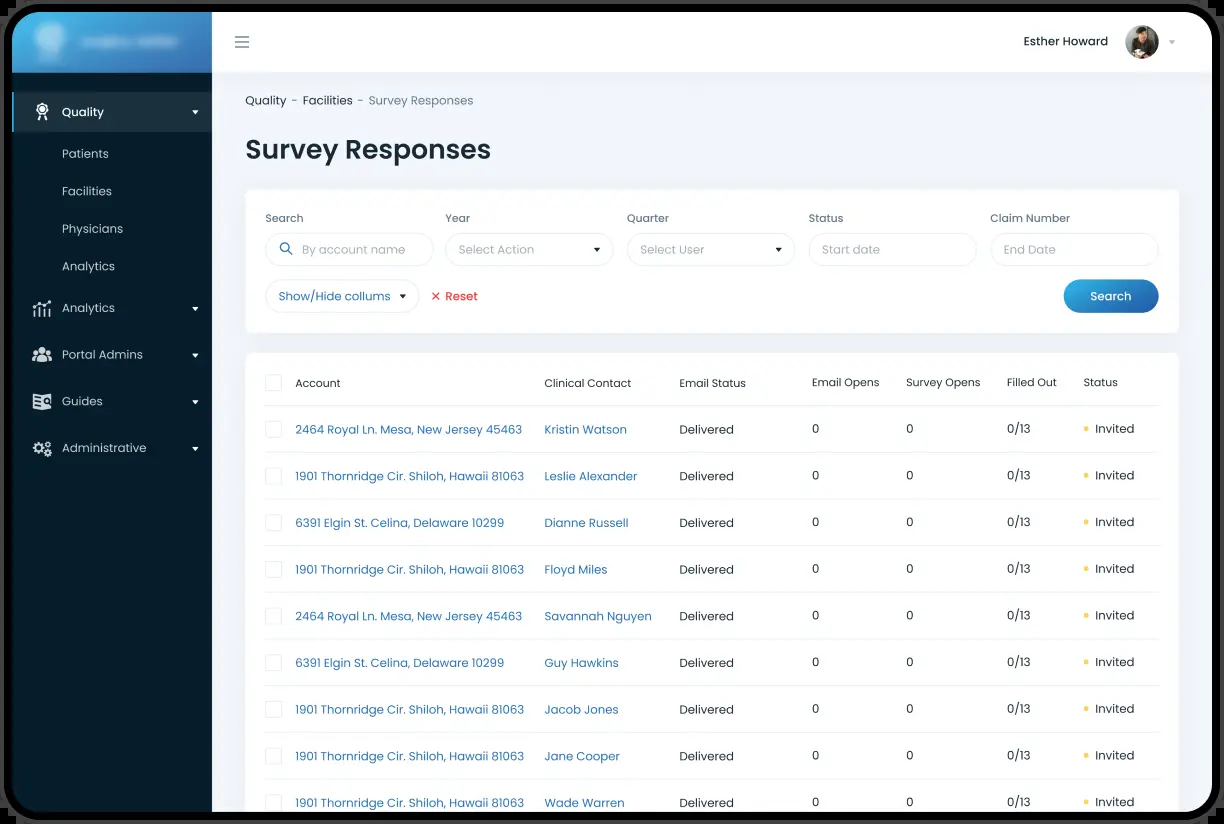 Esther Howard
Quality
Patients
Facilities
Physicians
Analytics
Analytics
Portal Admins
Guides
Administrative
Quality - Facilities - Survey Responses
Survey Responses
Search Year Quarter Status Claim Number
By account name Select Action Select User Start date End Date
Show/Hide collums Reset Search
Account Clinical Contact Email Status Email Opens Survey Opens Filled Out Status
2464 Royal Ln. Mesa, New Jersey 45463 Kristin Watson Delivered 0 0 0/13 Invited
1901 Thornridge Cir. Shiloh, Hawaii 81063 Leslie Alexander Delivered 0 0 0/13 Invited
6391 Elgin St. Celina, Delaware 10299 Dianne Russell Delivered 0 0 0/13 Invited
1901 Thornridge Cir. Shiloh, Hawaii 81063 Floyd Miles Delivered 0 0 0/13 Invited
2464 Royal Ln. Mesa, New Jersey 45463 Savannah Nguyen Delivered 0 0 0/13 Invited
6391 Elgin St. Celina, Delaware 10299 Guy Hawkins Delivered 0 0 0/13 Invited
1901 Thornridge Cir. Shiloh, Hawaii 81063 Jacob Jones Delivered 0 0 0/13 Invited
1901 Thornridge Cir. Shiloh, Hawaii 81063 Jane Cooper Delivered 0 0 0/13 Invited
1901 Thornridge Cir. Shiloh, Hawaii 81063 Wade Warren Delivered 0 0 0/13 Invited